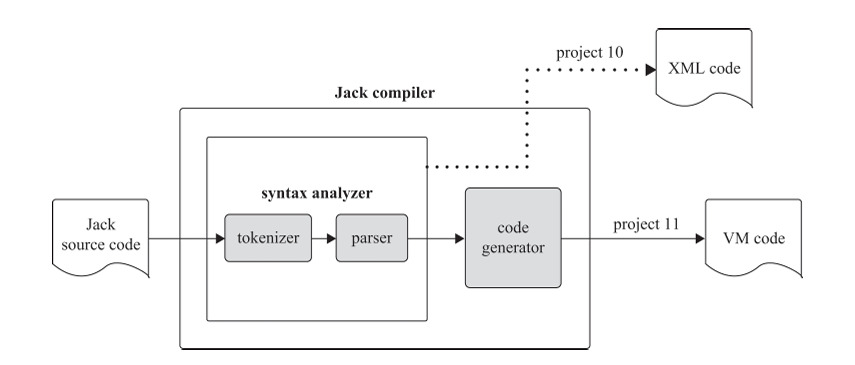 project 10
XML code
Jack compiler
syntax analyzer
Jack
source code
tokenizer
parser
code
generator
project 11
VM code